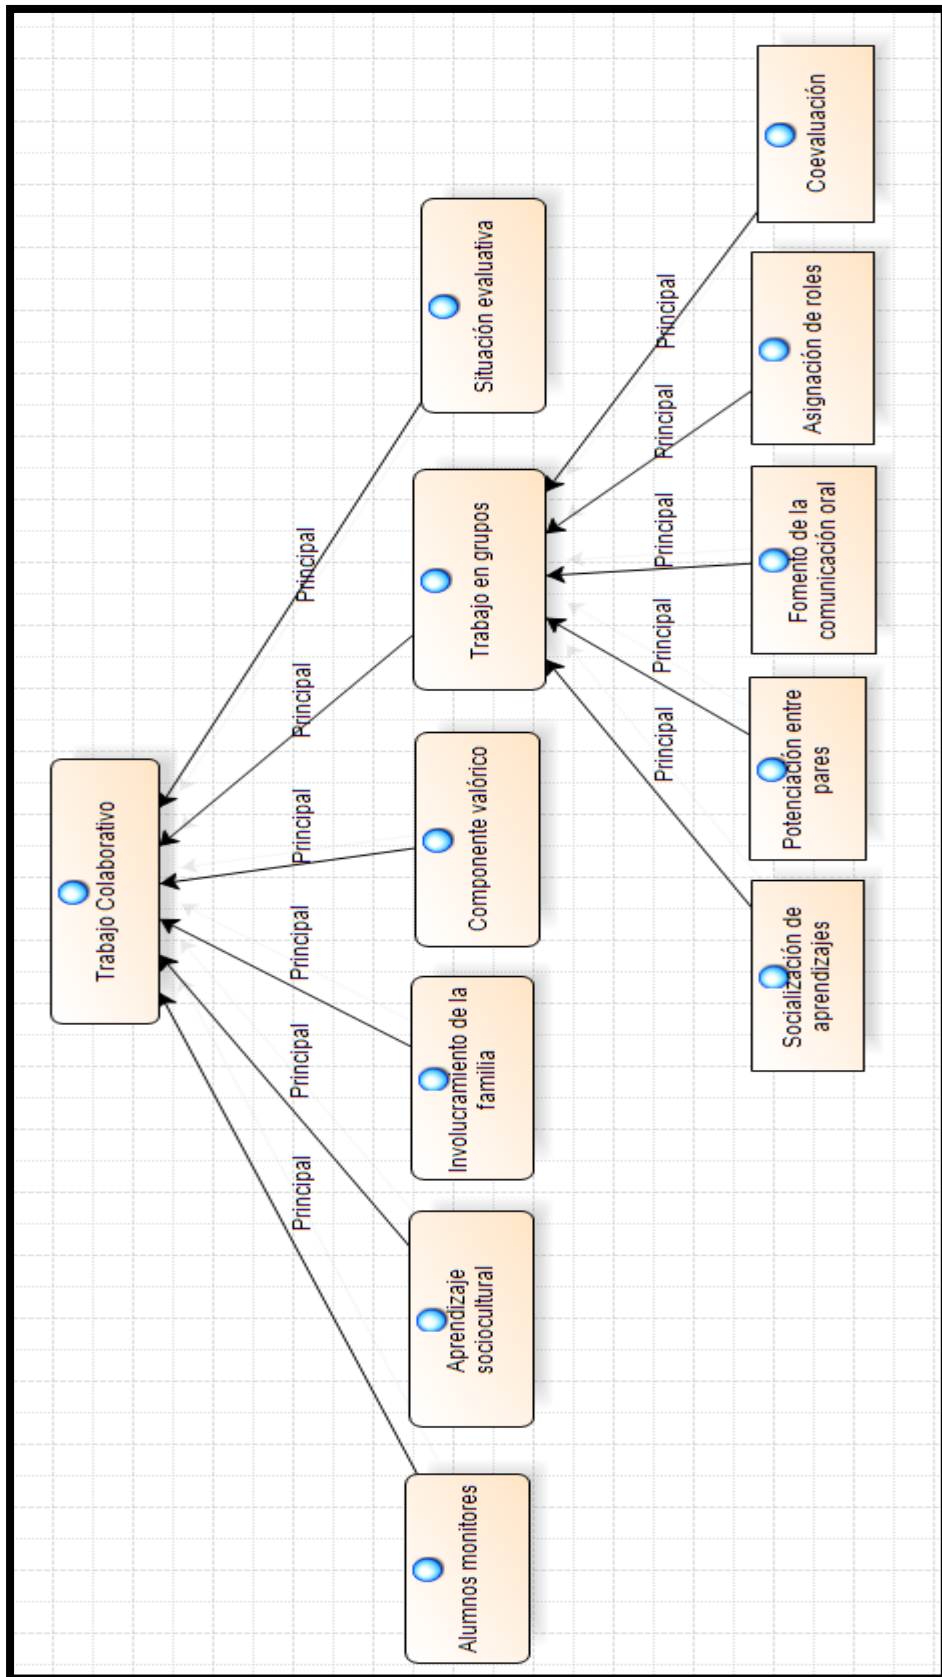 Trabajo Colaborativo
Principal
Principal
Principal
Principal
Principal
Principal
Alumnos monitores
Aprendizaje
sociocultural
Involucramiento de la
familia
Componente valórico
Trabajo en grupos
Situación evaluativa
Principal
Principal
Principal
Principal
Principal
Socialización de
aprendizajes
Potenciación entre
pares
Fomento de la
comunicación oral
Asignación de roles
Coevaluación